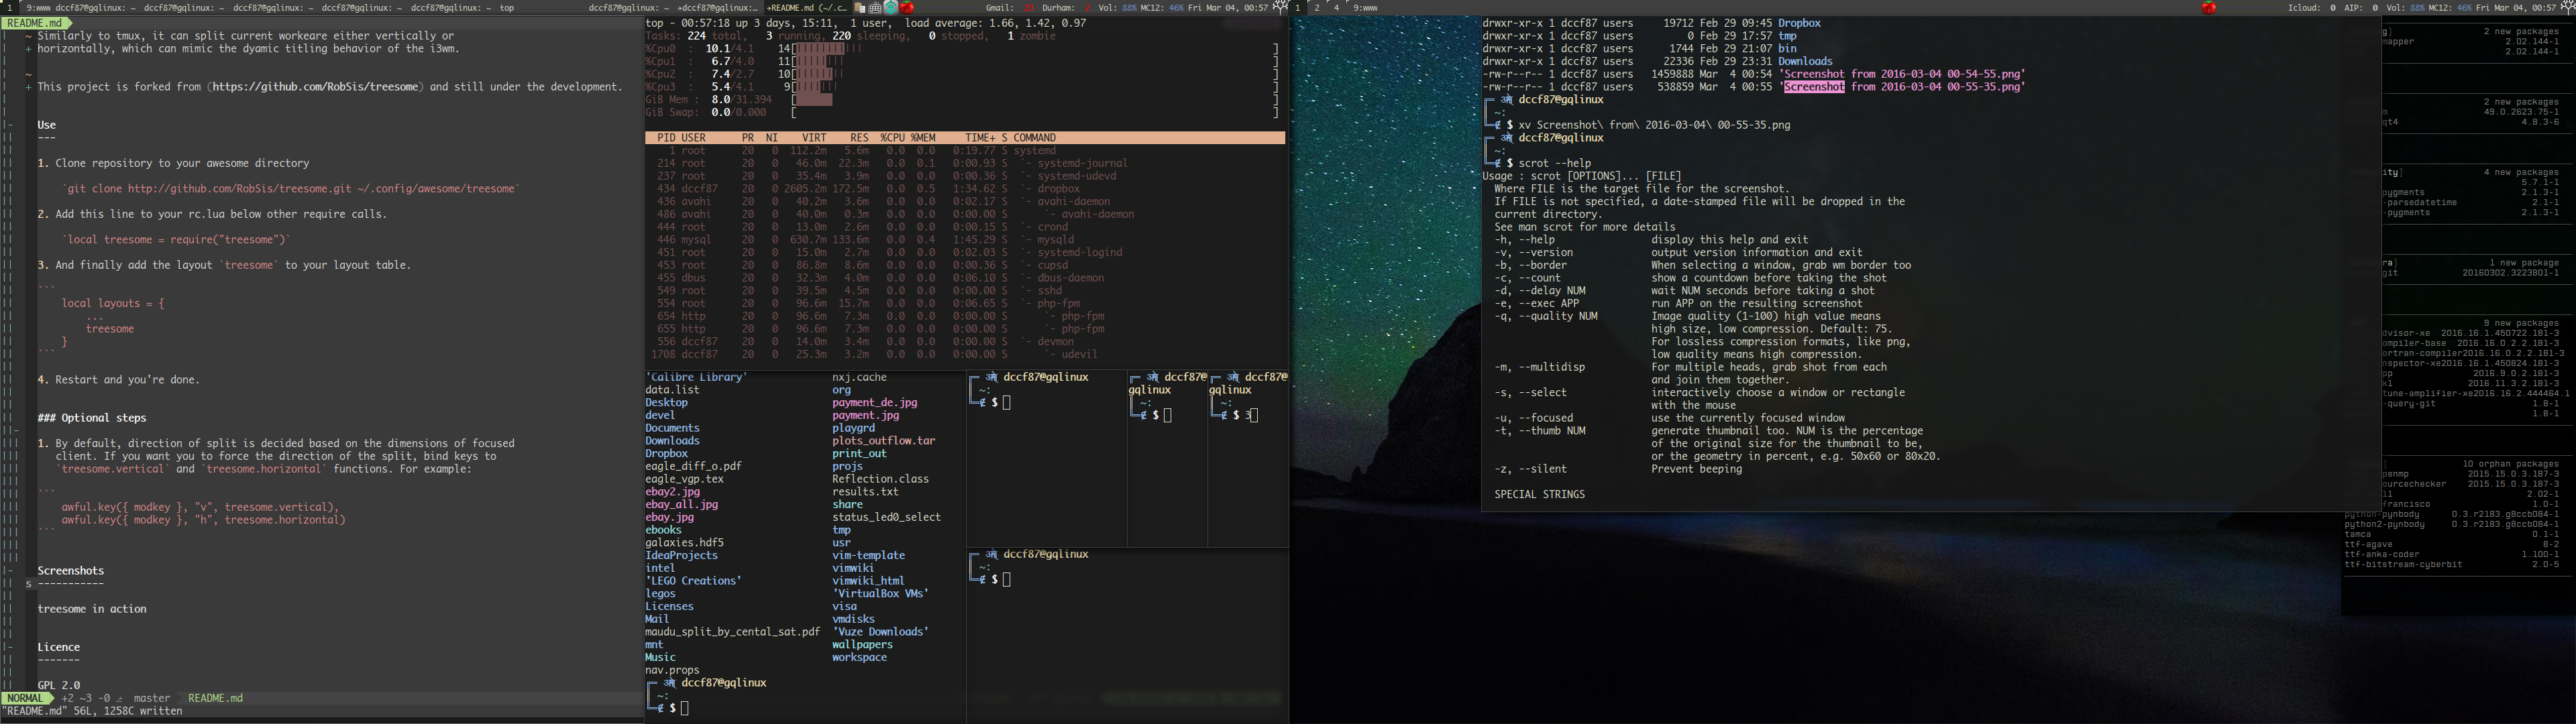 1 9:www dccf87@gqlinux: ~ dccf87@gqlinux: ~ dccf87@gqlinux: ~ dccf87@gqlinux: ~ dccf87@gqlinux: ~ top dccf87@gqlinux: ~ +dccf87@gqlinux:… +README.md (~/.c… Gmail: 23 Durham: 2 Vol: 88% MC12: 46% Fri Mar 04, 00:57
README.md
~ Similarly to tmux, it can split current workeare either vertically or
+ horizontally, which can mimic the dyamic titling behavior of the i3wm.
~
+ This project is forked from (https://github.com/RobSis/treesome) and still under the development.
Use
---
1. Clone repository to your awesome directory
`git clone http://github.com/RobSis/treesome.git ~/.config/awesome/treesome`
2. Add this line to your rc.lua below other require calls.
`local treesome = require("treesome")`
3. And finally add the layout `treesome` to your layout table.
```
local layouts = {
...
treesome
}
```
4. Restart and you're done.
### Optional steps
1. By default, direction of split is decided based on the dimensions of focused
client. If you want you to force the direction of the split, bind keys to
`treesome.vertical` and `treesome.horizontal` functions. For example:
```
awful.key({ modkey }, "v", treesome.vertical),
awful.key({ modkey }, "h", treesome.horizontal)
```
Screenshots
s -----------
treesome in action
Licence
-------
GPL 2.0
NORMAL +2 ~3 -0 master README.md
"README.md" 56L, 1258C written
top - 00:57:18 up 3 days, 15:11, 1 user, load average: 1.66, 1.42, 0.97
Tasks: 224 total, 3 running, 220 sleeping, 0 stopped, 1 zombie
%Cpu0 : 10.1/4.1 14[|||||||||||| ]
%Cpu1 : 6.7/4.0 11[||||||||| ]
%Cpu2 : 7.4/2.7 10[||||||||| ]
%Cpu3 : 5.4/4.1 9[|||||||| ]
GiB Mem : 8.0/31.394 [ ]
GiB Swap: 0.0/0.000 [ ]
PID USER PR NI VIRT RES %CPU %MEM TIME+ S COMMAND
1 root 20 0 112.2m 5.6m 0.0 0.0 0:19.77 S systemd
214 root 20 0 46.0m 22.3m 0.0 0.1 0:00.93 S `- systemd-journal
237 root 20 0 35.4m 3.9m 0.0 0.0 0:00.36 S `- systemd-udevd
434 dccf87 20 0 2605.2m 172.5m 0.0 0.5 1:34.62 S `- dropbox
436 avahi 20 0 40.2m 3.6m 0.0 0.0 0:02.17 S `- avahi-daemon
486 avahi 20 0 40.0m 0.3m 0.0 0.0 0:00.00 S `- avahi-daemon
444 root 20 0 13.0m 2.6m 0.0 0.0 0:00.15 S `- crond
446 mysql 20 0 630.7m 133.6m 0.0 0.4 1:45.29 S `- mysqld
451 root 20 0 15.0m 2.7m 0.0 0.0 0:02.03 S `- systemd-logind
453 root 20 0 86.8m 8.6m 0.0 0.0 0:00.36 S `- cupsd
455 dbus 20 0 32.3m 4.0m 0.0 0.0 0:06.10 S `- dbus-daemon
549 root 20 0 39.5m 4.5m 0.0 0.0 0:00.00 S `- sshd
554 root 20 0 96.6m 15.7m 0.0 0.0 0:06.65 S `- php-fpm
654 http 20 0 96.6m 7.3m 0.0 0.0 0:00.00 S `- php-fpm
655 http 20 0 96.6m 7.3m 0.0 0.0 0:00.00 S `- php-fpm
556 dccf87 20 0 14.0m 3.4m 0.0 0.0 0:00.00 S `- devmon
1708 dccf87 20 0 25.3m 3.2m 0.0 0.0 0:00.00 S `- udevil
'Calibre Library' nxj.cache
data.list org
Desktop payment_de.jpg
devel payment.jpg
Documents playgrd
Downloads plots_outflow.tar
Dropbox print_out
eagle_diff_o.pdf projs
eagle_vgp.tex Reflection.class
ebay2.jpg results.txt
ebay_all.jpg share
ebay.jpg status_led0_select
ebooks tmp
galaxies.hdf5 usr
IdeaProjects vim-template
intel vimwiki
'LEGO Creations' vimwiki_html
legos 'VirtualBox VMs'
Licenses visa
Mail vmdisks
maudu_split_by_cental_sat.pdf 'Vuze Downloads'
mnt wallpapers
Music workspace
nav.props
dccf87@gqlinux
~:
$
dccf87@gqlinux
~:
$
dccf87@
gqlinux
~:
$
dccf87@
gqlinux
~:
$ 3
dccf87@gqlinux
~:
$
1 2 4 9:www Icloud: 0 AIP: 0 Vol: 88% MC12: 46% Fri Mar 04, 00:57
drwxr-xr-x 1 dccf87 users 19712 Feb 29 09:45 Dropbox
drwxr-xr-x 1 dccf87 users 0 Feb 29 17:57 tmp
drwxr-xr-x 1 dccf87 users 1744 Feb 29 21:07 bin
drwxr-xr-x 1 dccf87 users 22336 Feb 29 23:31 Downloads
-rw-r--r-- 1 dccf87 users 1459888 Mar 4 00:54 'Screenshot from 2016-03-04 00-54-55.png'
-rw-r--r-- 1 dccf87 users 538859 Mar 4 00:55 'Screenshot from 2016-03-04 00-55-35.png'
dccf87@gqlinux
~:
$ xv Screenshot\ from\ 2016-03-04\ 00-55-35.png
dccf87@gqlinux
~:
$ scrot --help
Usage : scrot [OPTIONS]... [FILE]
Where FILE is the target file for the screenshot.
If FILE is not specified, a date-stamped file will be dropped in the
current directory.
See man scrot for more details
-h, --help display this help and exit
-v, --version output version information and exit
-b, --border When selecting a window, grab wm border too
-c, --count show a countdown before taking the shot
-d, --delay NUM wait NUM seconds before taking a shot
-e, --exec APP run APP on the resulting screenshot
-q, --quality NUM Image quality (1-100) high value means
high size, low compression. Default: 75.
For lossless compression formats, like png,
low quality means high compression.
-m, --multidisp For multiple heads, grab shot from each
and join them together.
-s, --select interactively choose a window or rectangle
with the mouse
-u, --focused use the currently focused window
-t, --thumb NUM generate thumbnail too. NUM is the percentage
of the original size for the thumbnail to be,
or the geometry in percent, e.g. 50x60 or 80x20.
-z, --silent Prevent beeping
SPECIAL STRINGS
g] 2 new packages
mapper 2.02.144-1
2.02.144-1
2 new packages
m 49.0.2623.75-1
qt4 4.8.3-6
ity] 4 new packages
5.7.1-1
pygments 2.1.3-1
-parsedatetime 2.1-1
-pygments 2.1.3-1
ra] 1 new package
git 20160302.3223801-1
9 new packages
dvisor-xe 2016.16.1.450722.181-3
ompiler-base 2016.16.0.2.2.181-3
ortran-compiler2016.16.0.2.2.181-3
nspector-xe2016.16.1.450824.181-3
pp 2016.9.0.2.181-3
kl 2016.11.3.2.181-3
tune-amplifier-xe2016.16.2.444464.1
-query-git 1.8-1
1.8-1
10 orphan packages
penmp 2015.15.0.3.187-3
ourcechecker 2015.15.0.3.187-3
ll 2.02-1
francisco 1.0-1
python-pynbody 0.3.r2183.g8ccb084-1
python2-pynbody 0.3.r2183.g8ccb084-1
tamca 0.1-1
ttf-agave 8-2
ttf-anka-coder 1.100-1
ttf-bitstream-cyberbit 2.0-5